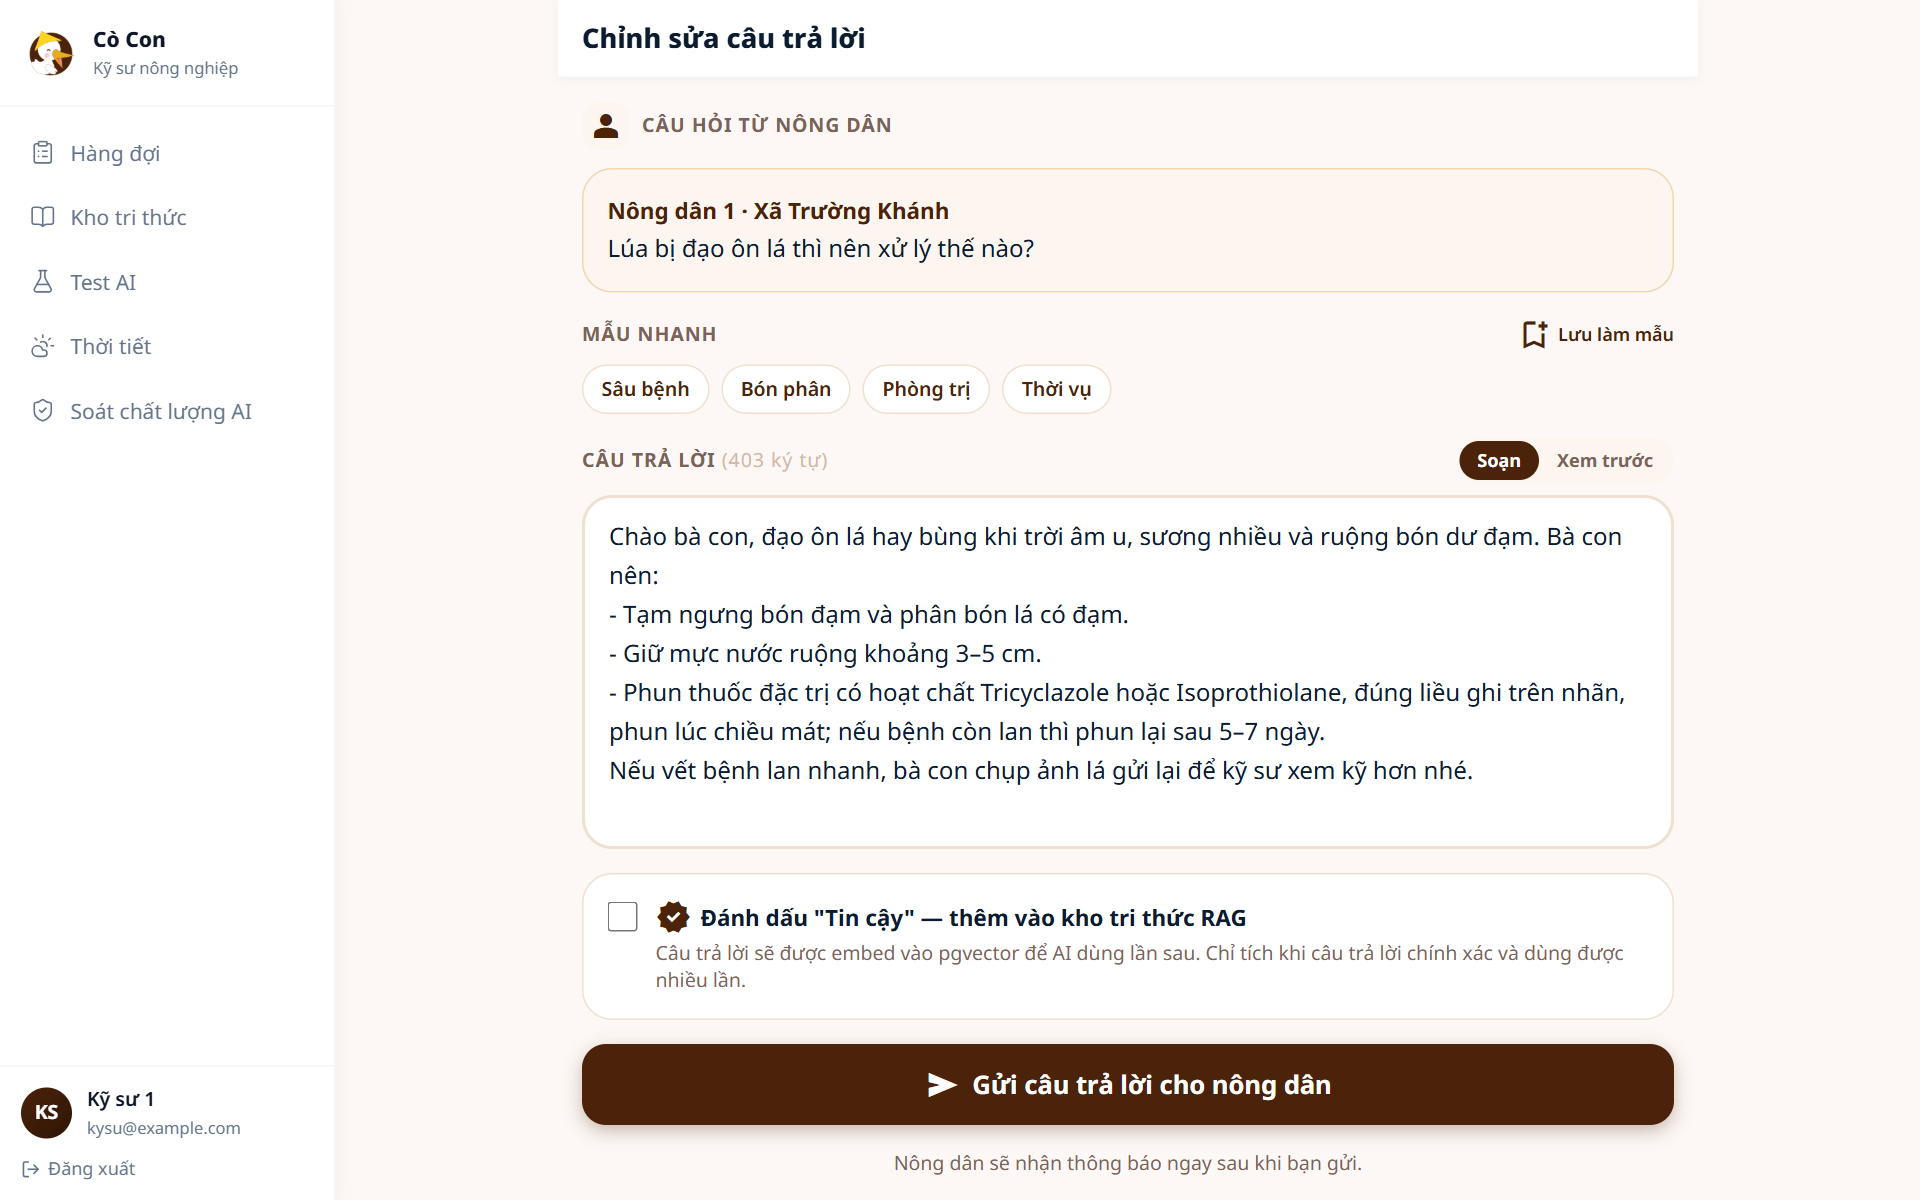 Cò Con
Kỹ sư nông nghiệp
Hàng đợi
Kho tri thức
Test AI
Thời tiết
Soát chất lượng AI
KS
Kỹ sư 1
kysu@example.com
Đăng xuất
Chỉnh sửa câu trả lời
CÂU HỎI TỪ NÔNG DÂN
Nông dân 1 · Xã Trường Khánh
Lúa bị đạo ôn lá thì nên xử lý thế nào?
MẪU NHANH
Lưu làm mẫu
Sâu bệnh
Bón phân
Phòng trị
Thời vụ
CÂU TRẢ LỜI (403 ký tự)
Soạn
Xem trước
Chào bà con, đạo ôn lá hay bùng khi trời âm u, sương nhiều và ruộng bón dư đạm. Bà con
nên:
- Tạm ngưng bón đạm và phân bón lá có đạm.
- Giữ mực nước ruộng khoảng 3–5 cm.
- Phun thuốc đặc trị có hoạt chất Tricyclazole hoặc Isoprothiolane, đúng liều ghi trên nhãn,
phun lúc chiều mát; nếu bệnh còn lan thì phun lại sau 5–7 ngày.
Nếu vết bệnh lan nhanh, bà con chụp ảnh lá gửi lại để kỹ sư xem kỹ hơn nhé.
Đánh dấu "Tin cậy" — thêm vào kho tri thức RAG
Câu trả lời sẽ được embed vào pgvector để AI dùng lần sau. Chỉ tích khi câu trả lời chính xác và dùng được
nhiều lần.
Gửi câu trả lời cho nông dân
Nông dân sẽ nhận thông báo ngay sau khi bạn gửi.